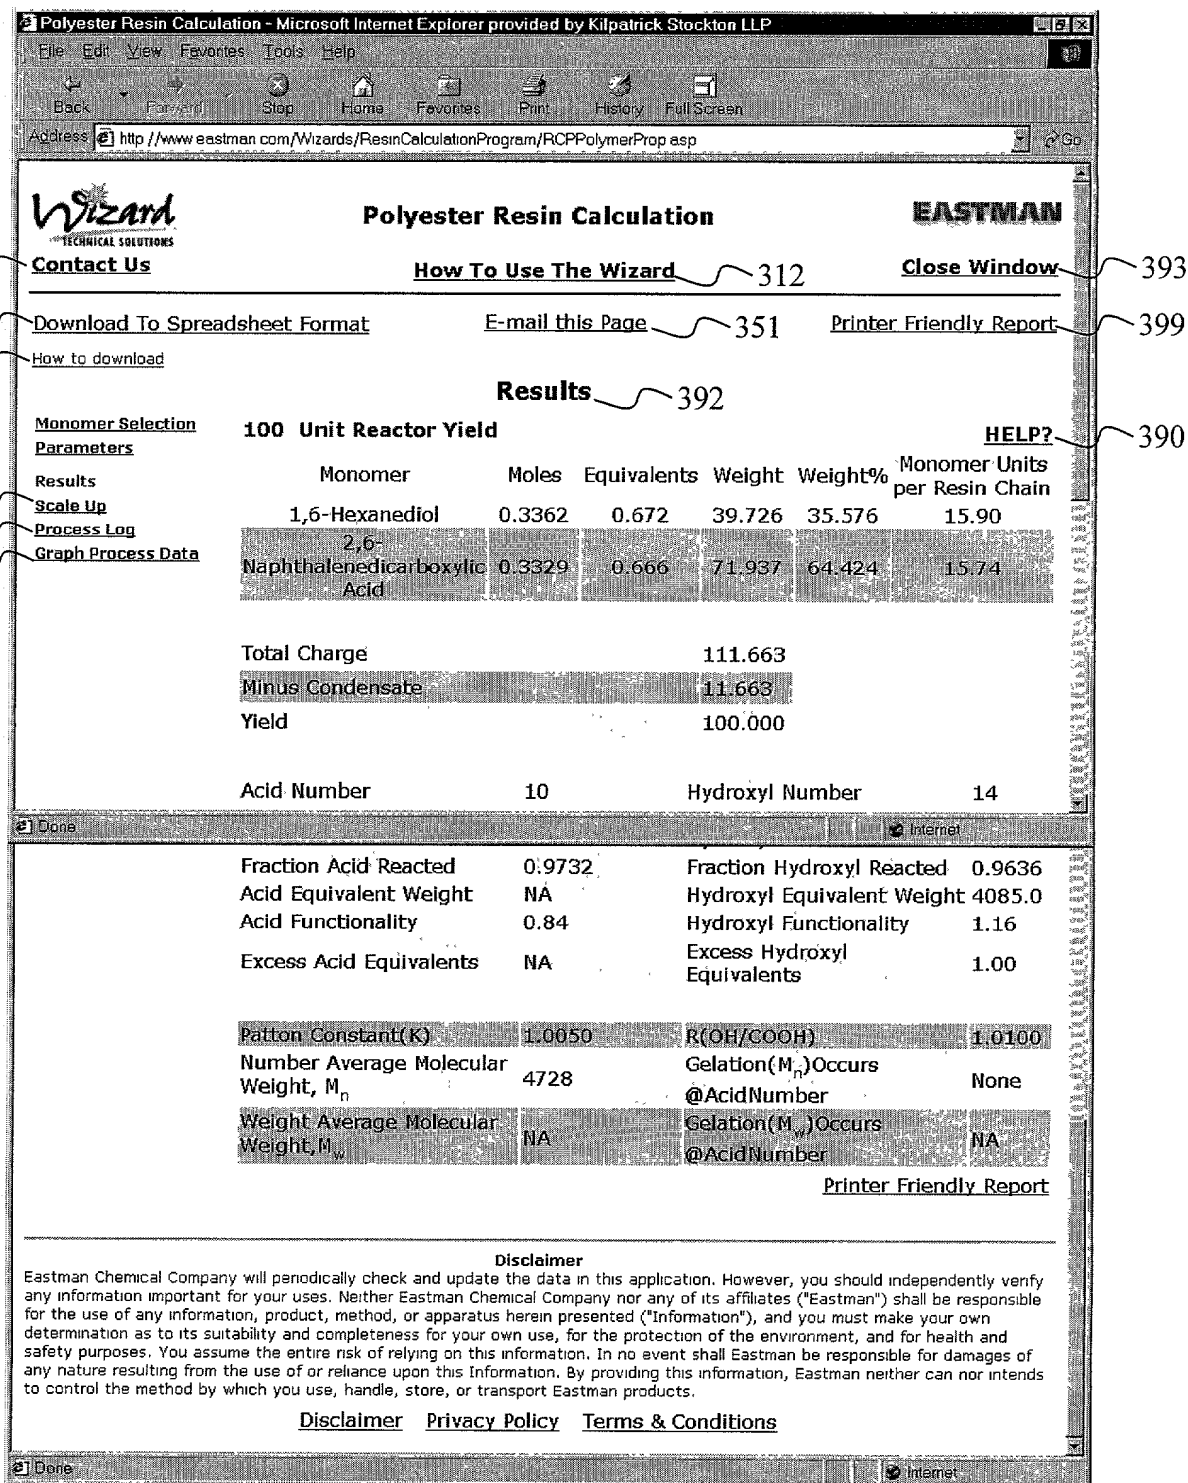 Polyester Resin Calculation - Microsoft Internet Explorer provided by Kilpatrick Stockton LLP
File Edit View Favorites Tools Help
Back Forward Stop Home Favorites Print History Full Screen
Address http //www eastman com/Wizards/ResinCalculationProgram/RCPPolymerProp asp Go
Wizard Polyester Resin Calculation EASTMAN
TECHNICAL SOLUTIONS
Contact Us How To Use The Wizard 312 Close Window 393
Download To Spreadsheet Format E-mail this Page 351 Printer Friendly Report 399
How to download
Results 392
Monomer Selection 100 Unit Reactor Yield HELP? 390
Parameters
Results Monomer Moles Equivalents Weight Weight% Monomer Units per Resin Chain
Scale Up 1,6-Hexanediol 0.3362 0.672 39.726 35.576 15.90
Process Log
Graph Process Data
2,6-
Naphthalenedicarboxylic 0.3329 0.666 71.937 64.424 15.74
Acid
Total Charge 111.663
Minus Condensate 11.663
Yield 100.000
Acid Number 10 Hydroxyl Number 14
Done Internet
Fraction Acid Reacted 0.9732 Fraction Hydroxyl Reacted 0.9636
Acid Equivalent Weight NA Hydroxyl Equivalent Weight 4085.0
Acid Functionality 0.84 Hydroxyl Functionality 1.16
Excess Acid Equivalents NA Excess Hydroxyl Equivalents 1.00
Patton Constant(K) 1.0050 R(OH/COOH) 1.0100
Number Average Molecular Weight, Mn 4728 Gelation(Mn)Occurs @AcidNumber None
Weight Average Molecular Weight,Mw NA Gelation(Mw)Occurs @AcidNumber NA
Printer Friendly Report
Disclaimer
Eastman Chemical Company will periodically check and update the data in this application. However, you should independently verify
any information important for your uses. Neither Eastman Chemical Company nor any of its affiliates ("Eastman") shall be responsible
for the use of any information, product, method, or apparatus herein presented ("Information"), and you must make your own
determination as to its suitability and completeness for your own use, for the protection of the environment, and for health and
safety purposes. You assume the entire risk of relying on this information. In no event shall Eastman be responsible for damages of
any nature resulting from the use of or reliance upon this Information. By providing this information, Eastman neither can nor intends
to control the method by which you use, handle, store, or transport Eastman products.
Disclaimer Privacy Policy Terms & Conditions
Done Internet